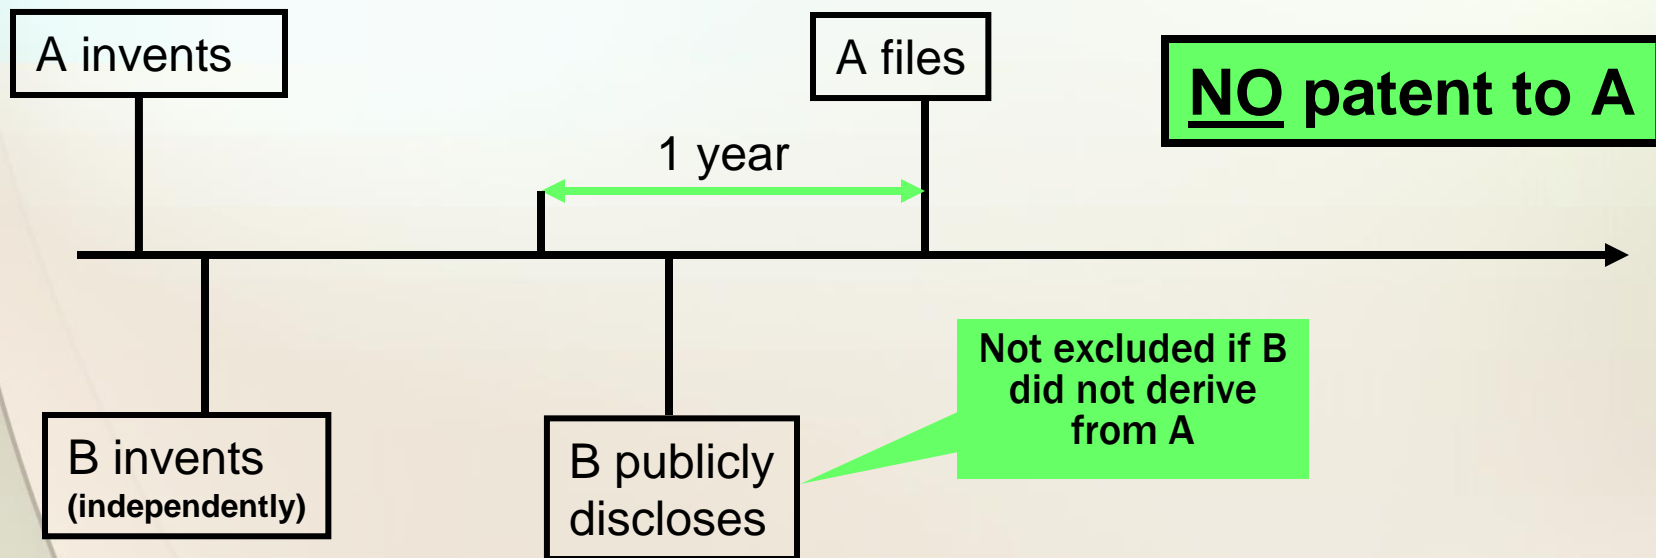 A invents
A files
NO patent to A
1 year
B invents
(independently)
B publicly
discloses
Not excluded if B
did not derive
from A